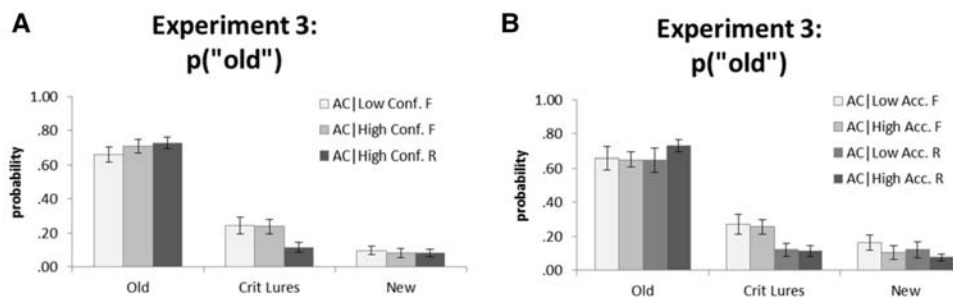 A
Experiment 3:
p("old")
probability
1.00
.80
.60
.40
.20
.00
AC|Low Conf. F
AC|High Conf. F
AC|High Conf. R
Old
Crit Lures
New
B
Experiment 3:
p("old")
probability
1.00
.80
.60
.40
.20
.00
AC|Low Acc. F
AC|High Acc. F
AC|Low Acc. R
AC|High Acc. R
Old
Crit Lures
New